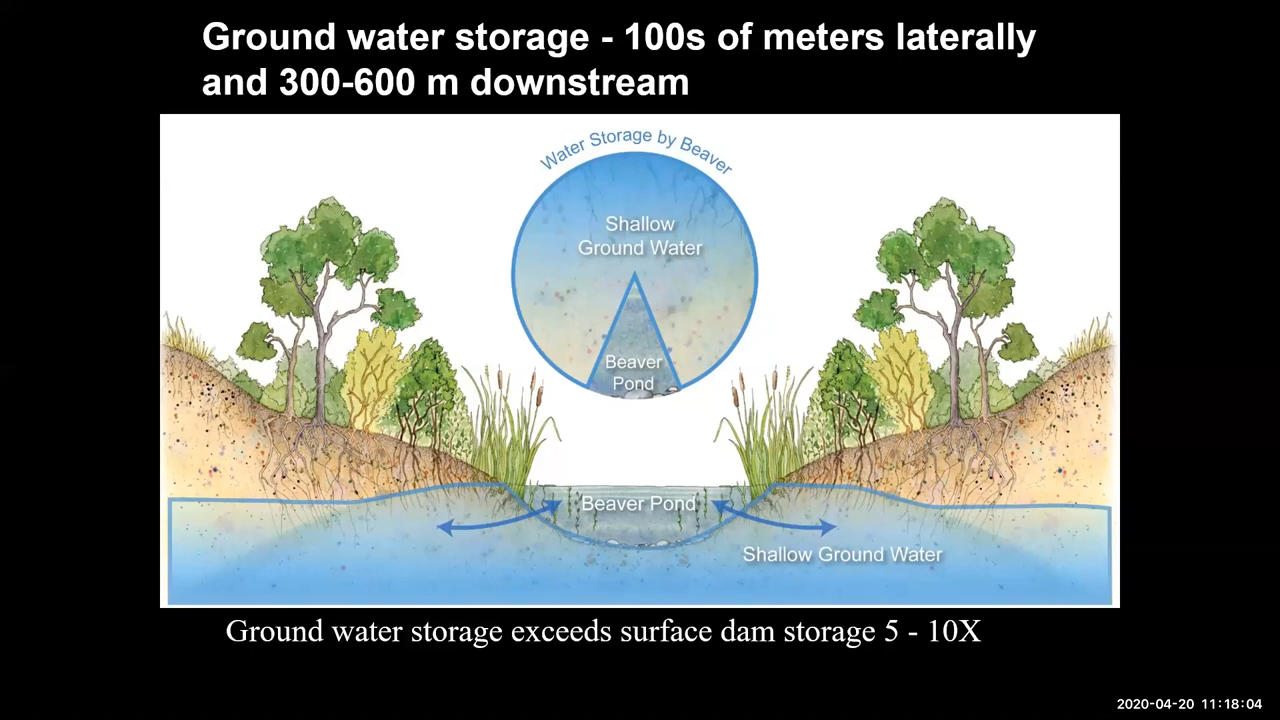 Ground water storage - 100s of meters laterally
and 300-600 m downstream
Water Storage by Beaver
Shallow
Ground Water
Beaver
Pond
Beaver Pond
Shallow Ground Water
Ground water storage exceeds surface dam storage 5 - 10X
2020-04-20 11:18:04